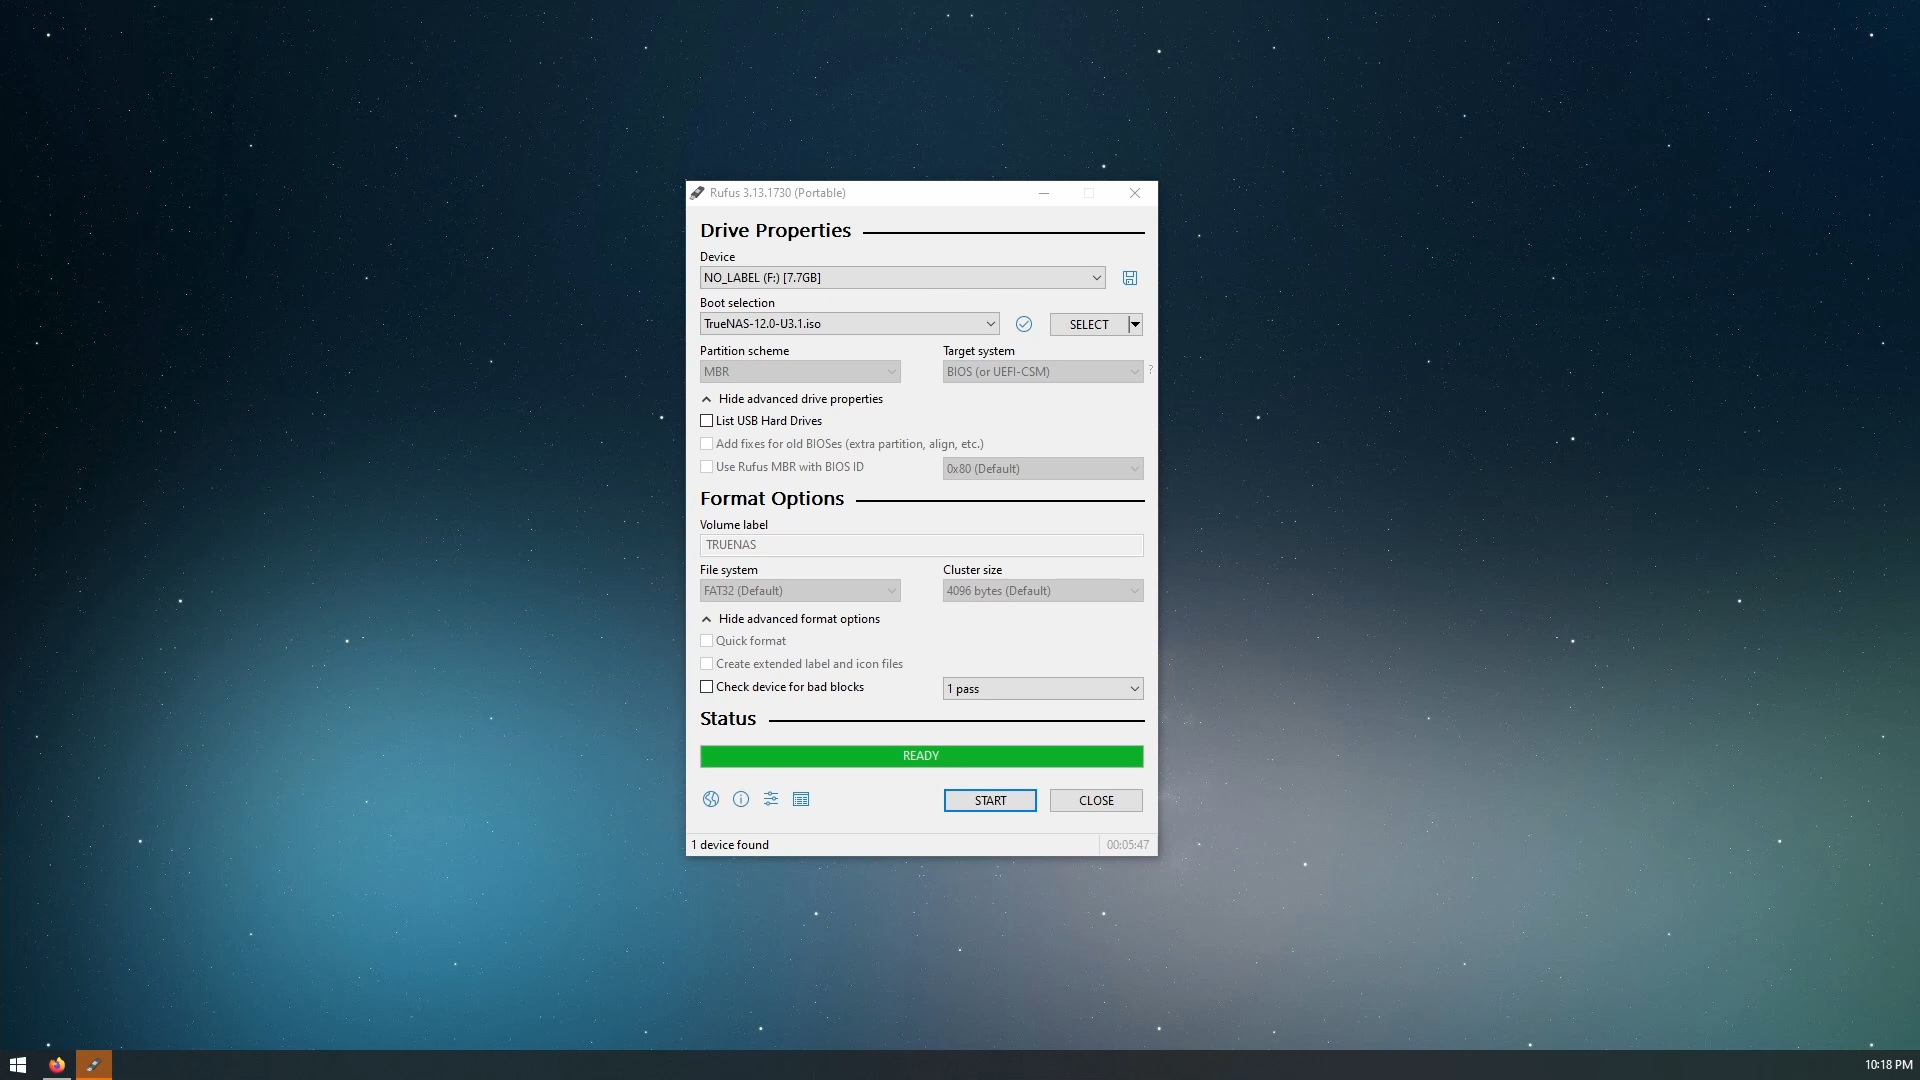 Rufus 3.13.1730 (Portable)
Drive Properties
Device
NO_LABEL (F:) [7.7GB]
Boot selection
TrueNAS-12.0-U3.1.iso
SELECT
Partition scheme
Target system
MBR
BIOS (or UEFI-CSM)
?
Hide advanced drive properties
List USB Hard Drives
Add fixes for old BIOSes (extra partition, align, etc.)
Use Rufus MBR with BIOS ID
0x80 (Default)
Format Options
Volume label
TRUENAS
File system
Cluster size
FAT32 (Default)
4096 bytes (Default)
Hide advanced format options
Quick format
Create extended label and icon files
Check device for bad blocks
1 pass
Status
READY
START
CLOSE
1 device found
00:05:47
10:18 PM